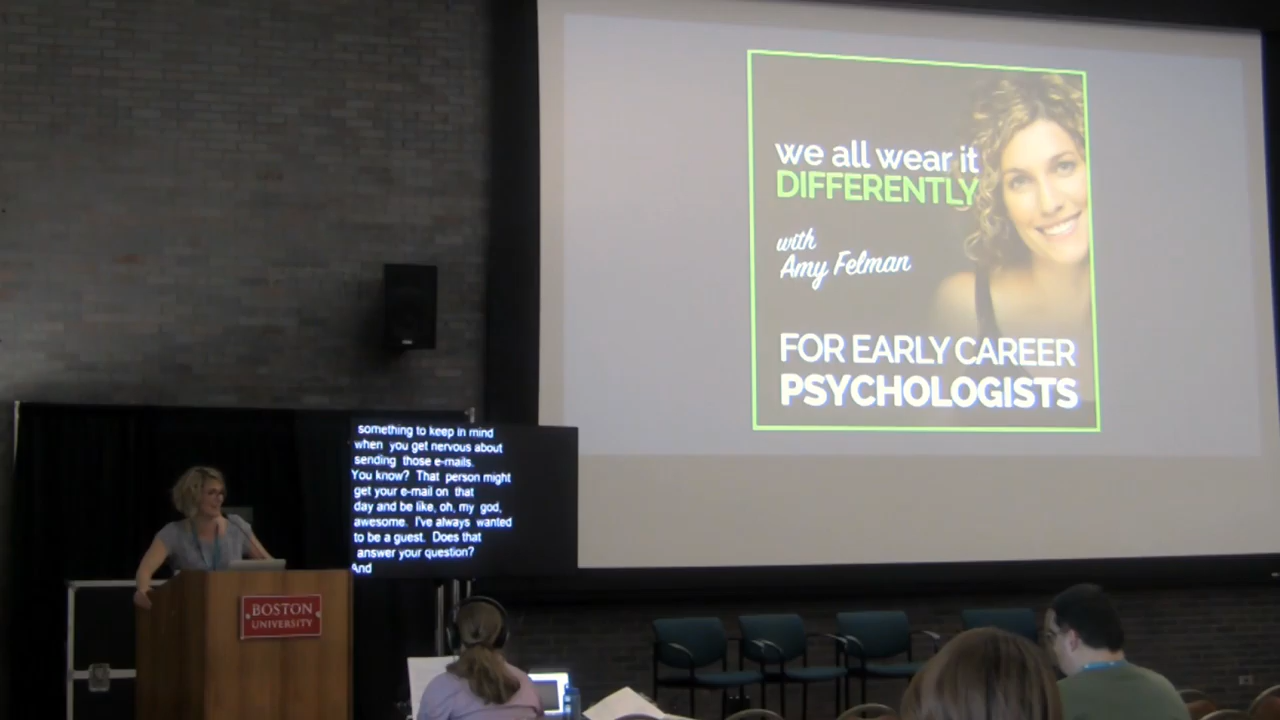 we all wear it
DIFFERENTLY
with
Amy Felman
FOR EARLY CAREER
PSYCHOLOGISTS
something to keep in mind
when you get nervous about
sending those e-mails.
You know? That person might
get your e-mail on that
day and be like, oh, my god,
awesome. I've always wanted
to be a guest. Does that
answer your question?
And
BOSTON
UNIVERSITY